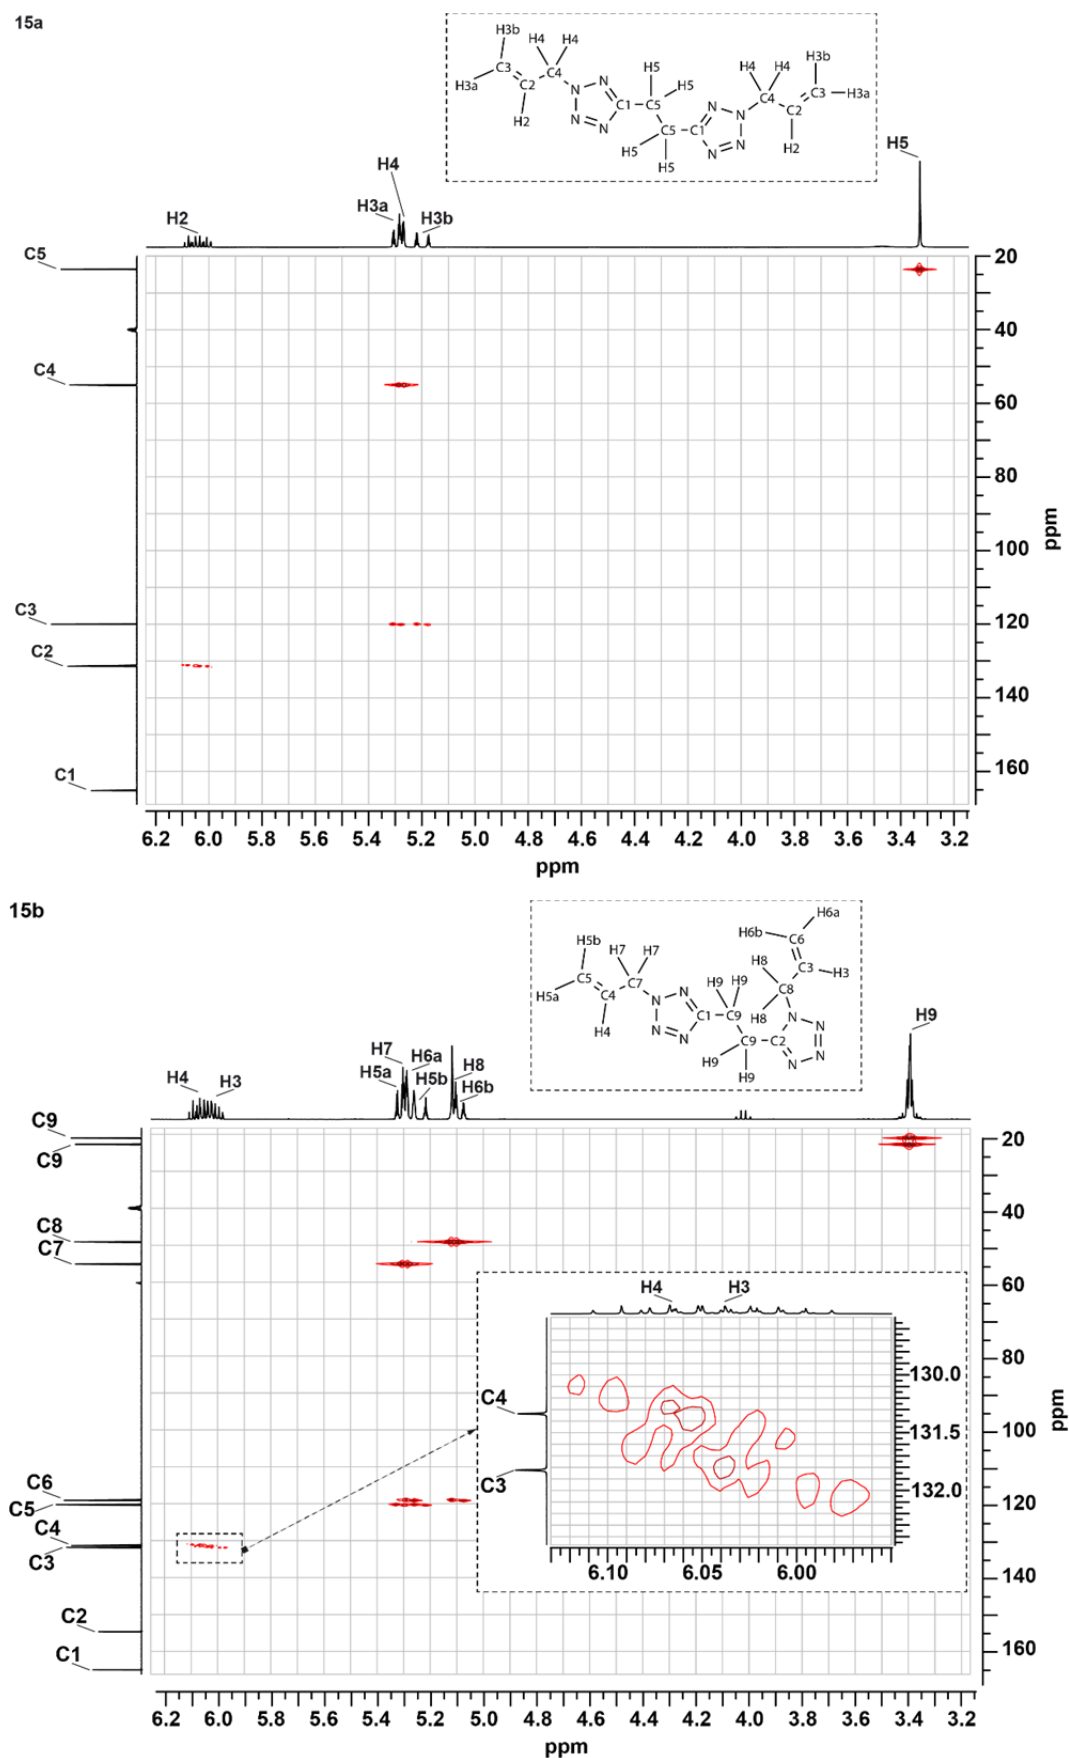 15a
H3b
H4 H4
C3
C4
H3a
C2
H2
N N
N N
C1
H5
H5
C5
C5
H5
H5
C1
N N
N N
H4 H4
C4
H3b
C3
H3a
C2
H2
H5
H4
H3a
H3b
H2
C5
C4
C3
C2
C1
20
40
60
80
100
120
140
160
ppm
6.2 6.0 5.8 5.6 5.4 5.2 5.0 4.8 4.6 4.4 4.2 4.0 3.8 3.6 3.4 3.2
ppm
15b
H5b
H7 H7
C5
C7
H5a
C4
H4
N N
N N
C1
H9 H9
C9
C9
H9
H9
C2
N N
N N
H6a
H6b
C6
C3
H3
H8
C8
H8
H9
H7
H6a
H5a
H5b
H8
H6b
H4 H3
C9
C9
C8
C7
C6
C5
C4
C3
C2
C1
H4 H3
C4
C3
130.0
131.5
132.0
6.10 6.05 6.00
20
40
60
80
100
120
140
160
ppm
6.2 6.0 5.8 5.6 5.4 5.2 5.0 4.8 4.6 4.4 4.2 4.0 3.8 3.6 3.4 3.2
ppm